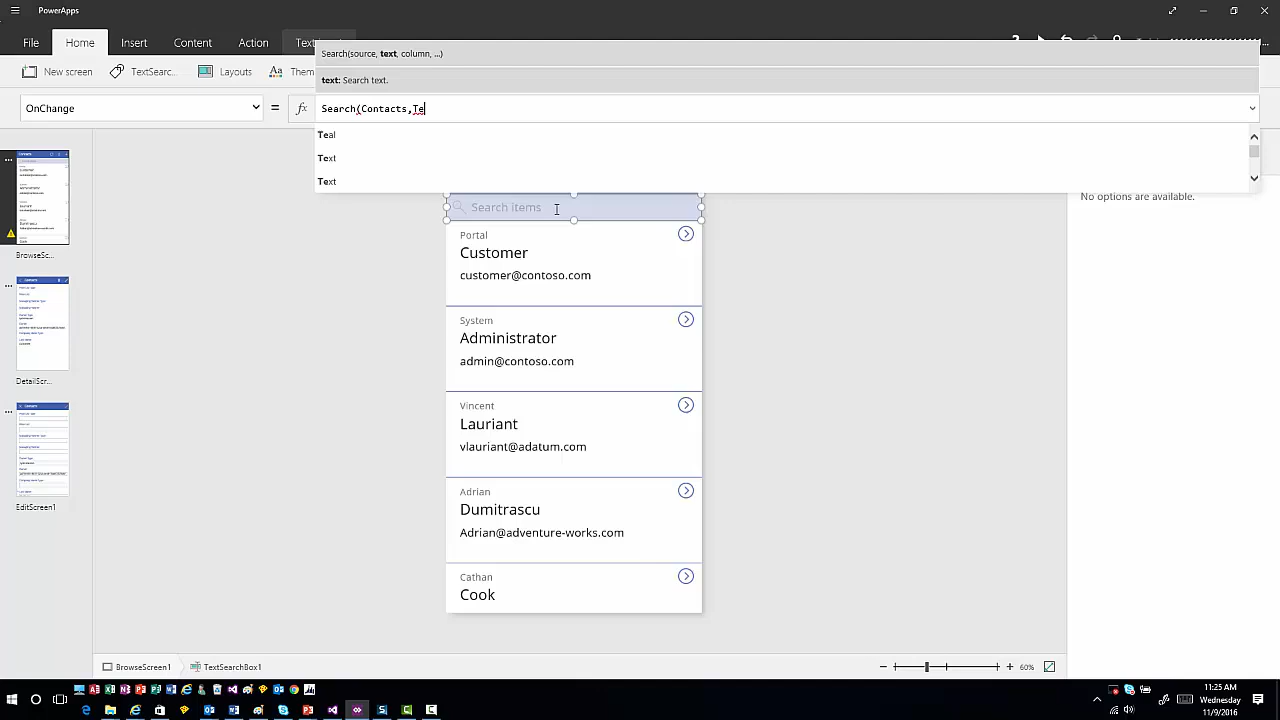 PowerApps
File
Home
Insert
Content
Action
Search(source, text, column, ...)
text: Search text.
New screen
TextSearc...
Layouts
OnChange
=
fx
Search(Contacts,Te
Teal
Text
Text
No options are available.
Search items
Portal
Customer
customer@contoso.com
System
Administrator
admin@contoso.com
Vincent
Lauriant
vlauriant@adatum.com
Adrian
Dumitrascu
Adrian@adventure-works.com
Cathan
Cook
BrowseSc...
DetailScr...
EditScreen1
BrowseScreen1
TextSearchBox1
60%
11:25 AM
Wednesday
11/9/2016